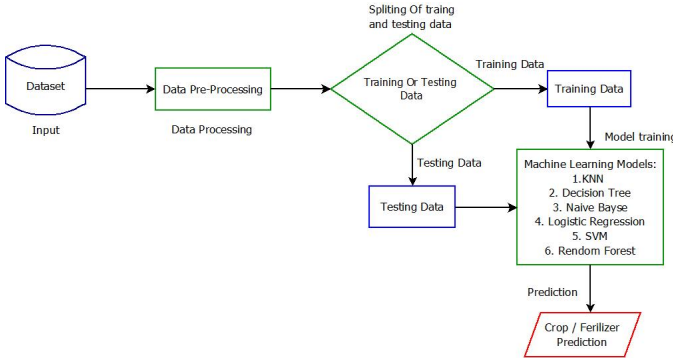 Spliting Of traing
and testing data
Dataset
Input
Data Pre-Processing
Data Processing
Training Or Testing
Data
Training Data
Training Data
Model training
Testing Data
Testing Data
Machine Learning Models:
1.KNN
2. Decision Tree
3. Naive Bayse
4. Logistic Regression
5. SVM
6. Rendom Forest
Prediction
Crop / Ferilizer
Prediction